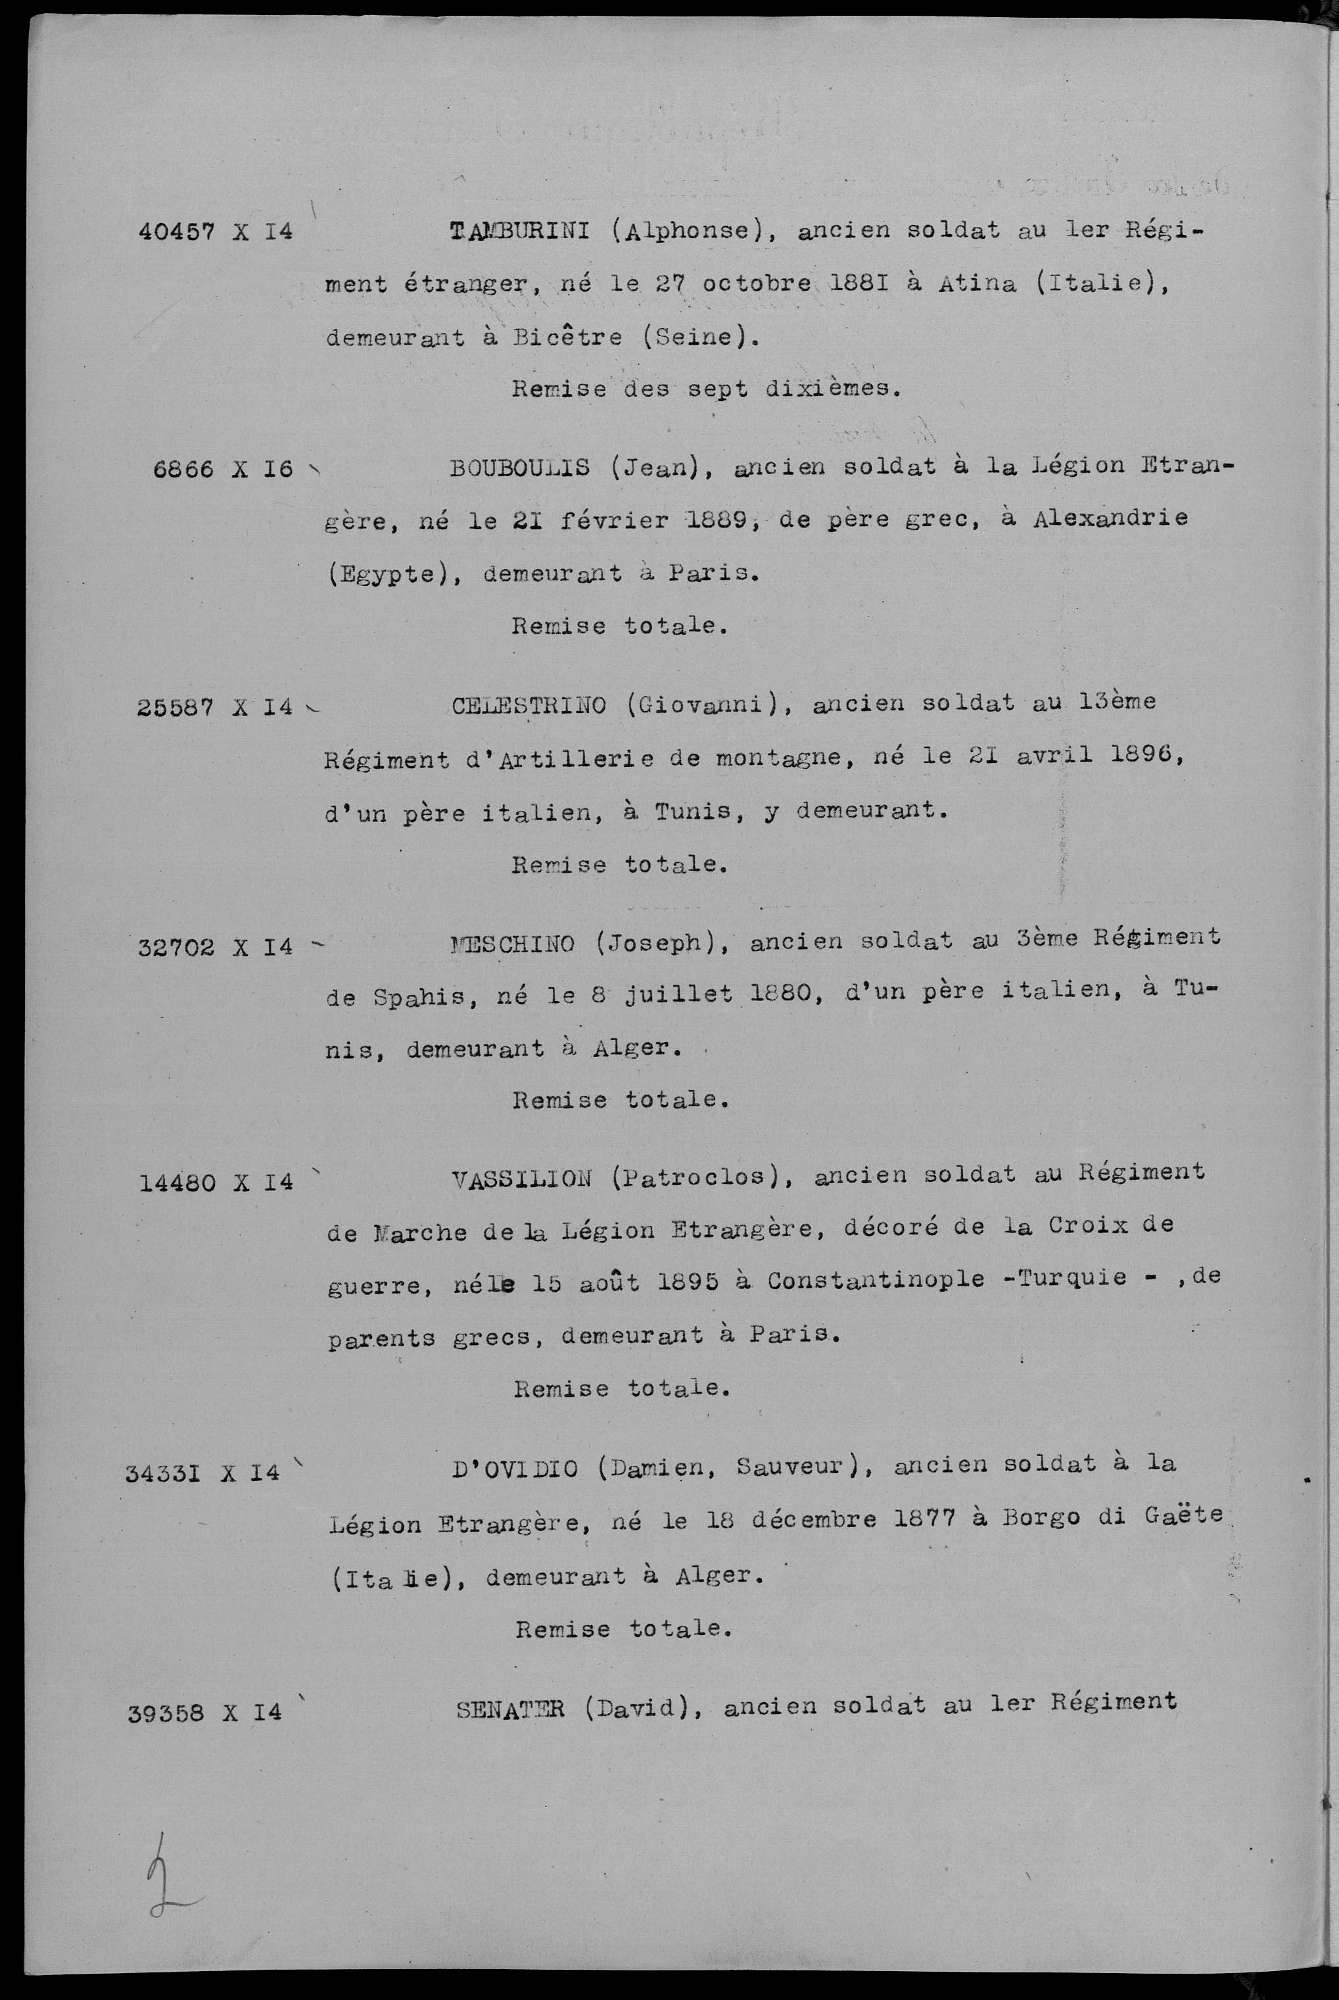 40457 X I4 TAMBURINI (Alphonse), ancien soldat au 1er Régi-
ment étranger, né le 27 octobre 188I à Atina (Italie),
demeurant à Bicêtre (Seine).
Remise des sept dixièmes.
6866 X I6 BOUBOULIS (Jean), ancien soldat à la Légion Etran-
gère, né le 2I février 1889, de père grec, à Alexandrie
(Egypte), demeurant à Paris.
Remise totale.
25587 X I4 CELESTRINO (Giovanni), ancien soldat au 13ème
Régiment d'Artillerie de montagne, né le 2I avril 1896,
d'un père italien, à Tunis, y demeurant.
Remise totale.
32702 X I4 MESCHINO (Joseph), ancien soldat au 3ème Régiment
de Spahis, né le 8 juillet 1880, d'un père italien, à Tu-
nis, demeurant à Alger.
Remise totale.
14480 X I4 VASSILION (Patroclos), ancien soldat au Régiment
de Marche de la Légion Etrangère, décoré de la Croix de
guerre, né le 15 août 1895 à Constantinople -Turquie - , de
parents grecs, demeurant à Paris.
Remise totale.
3433I X I4 D'OVIDIO (Damien, Sauveur), ancien soldat à la
Légion Etrangère, né le 18 décembre 1877 à Borgo di Gaëte
(Italie), demeurant à Alger.
Remise totale.
39358 X I4 SENATER (David), ancien soldat au 1er Régiment
2